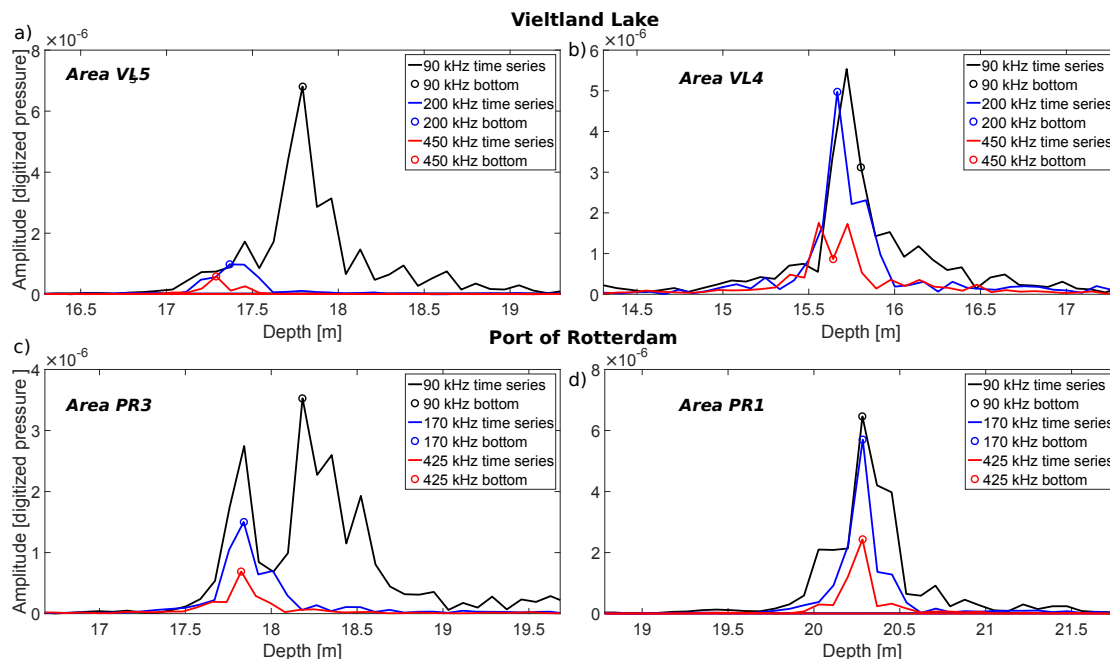 Vieltland Lake
a)
×10⁻⁶
Area VL5
5
Amplitude [digitized pressure]
8
6
4
2
0
16.5 17 17.5 18 18.5 19
Depth [m]
90 kHz time series
90 kHz bottom
200 kHz time series
200 kHz bottom
450 kHz time series
450 kHz bottom
b)
×10⁻⁶
Area VL4
6
5
4
3
2
1
0
14.5 15 15.5 16 16.5 17
Depth [m]
90 kHz time series
90 kHz bottom
200 kHz time series
200 kHz bottom
450 kHz time series
450 kHz bottom
Port of Rotterdam
c)
×10⁻⁶
Area PR3
Amplitude [digitized pressure ]
4
3
2
1
0
17 17.5 18 18.5 19 19.5
Depth [m]
90 kHz time series
90 kHz bottom
170 kHz time series
170 kHz bottom
425 kHz time series
425 kHz bottom
d)
×10⁻⁶
Area PR1
8
6
4
2
0
19 19.5 20 20.5 21 21.5
Depth [m]
90 kHz time series
90 kHz bottom
170 kHz time series
170 kHz bottom
425 kHz time series
425 kHz bottom